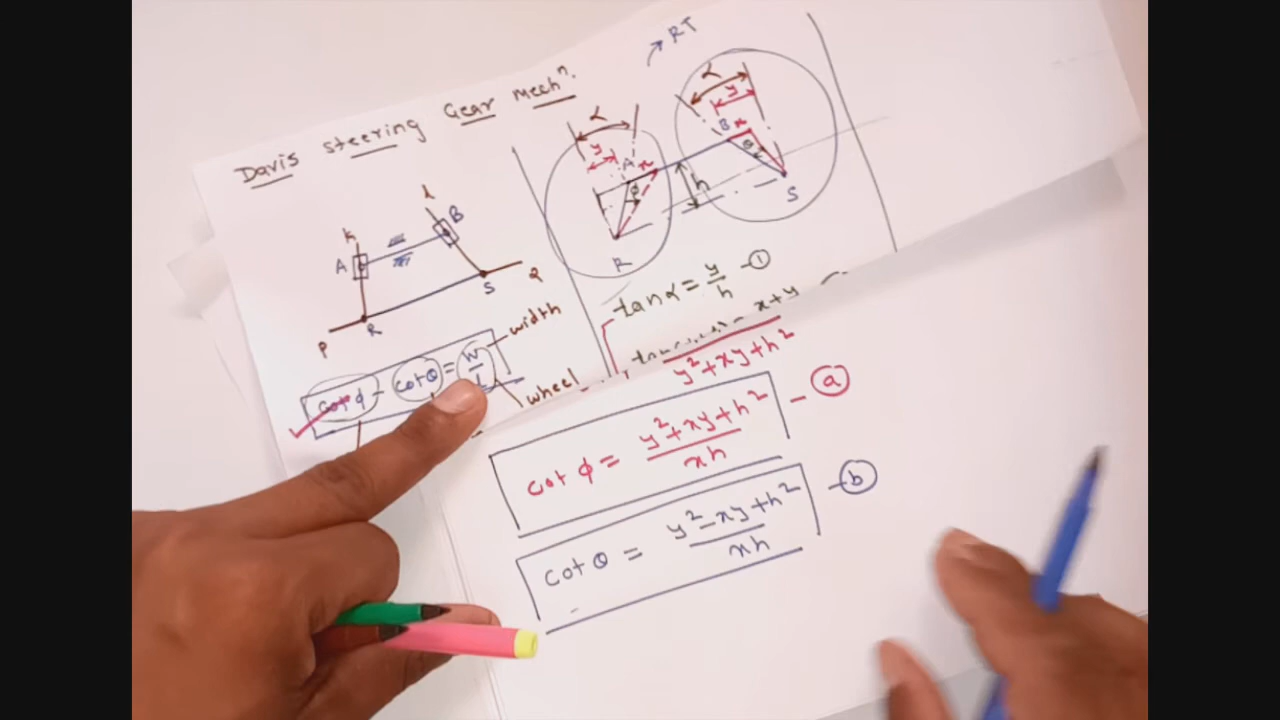 Davis steering Gear Mechⁿ.
K
A
B
P
R
S
Q
cot φ - cot θ = w/L
width
wheel
→ RT
α
y
A
x
φ
R
h
α
y
B
x
θ
α
S
tan α = y/h -①
x+y
y²+xy+h²
cot φ = y²+xy+h²/xh - ⓐ
cot θ = y²-xy+h²/xh - ⓑ